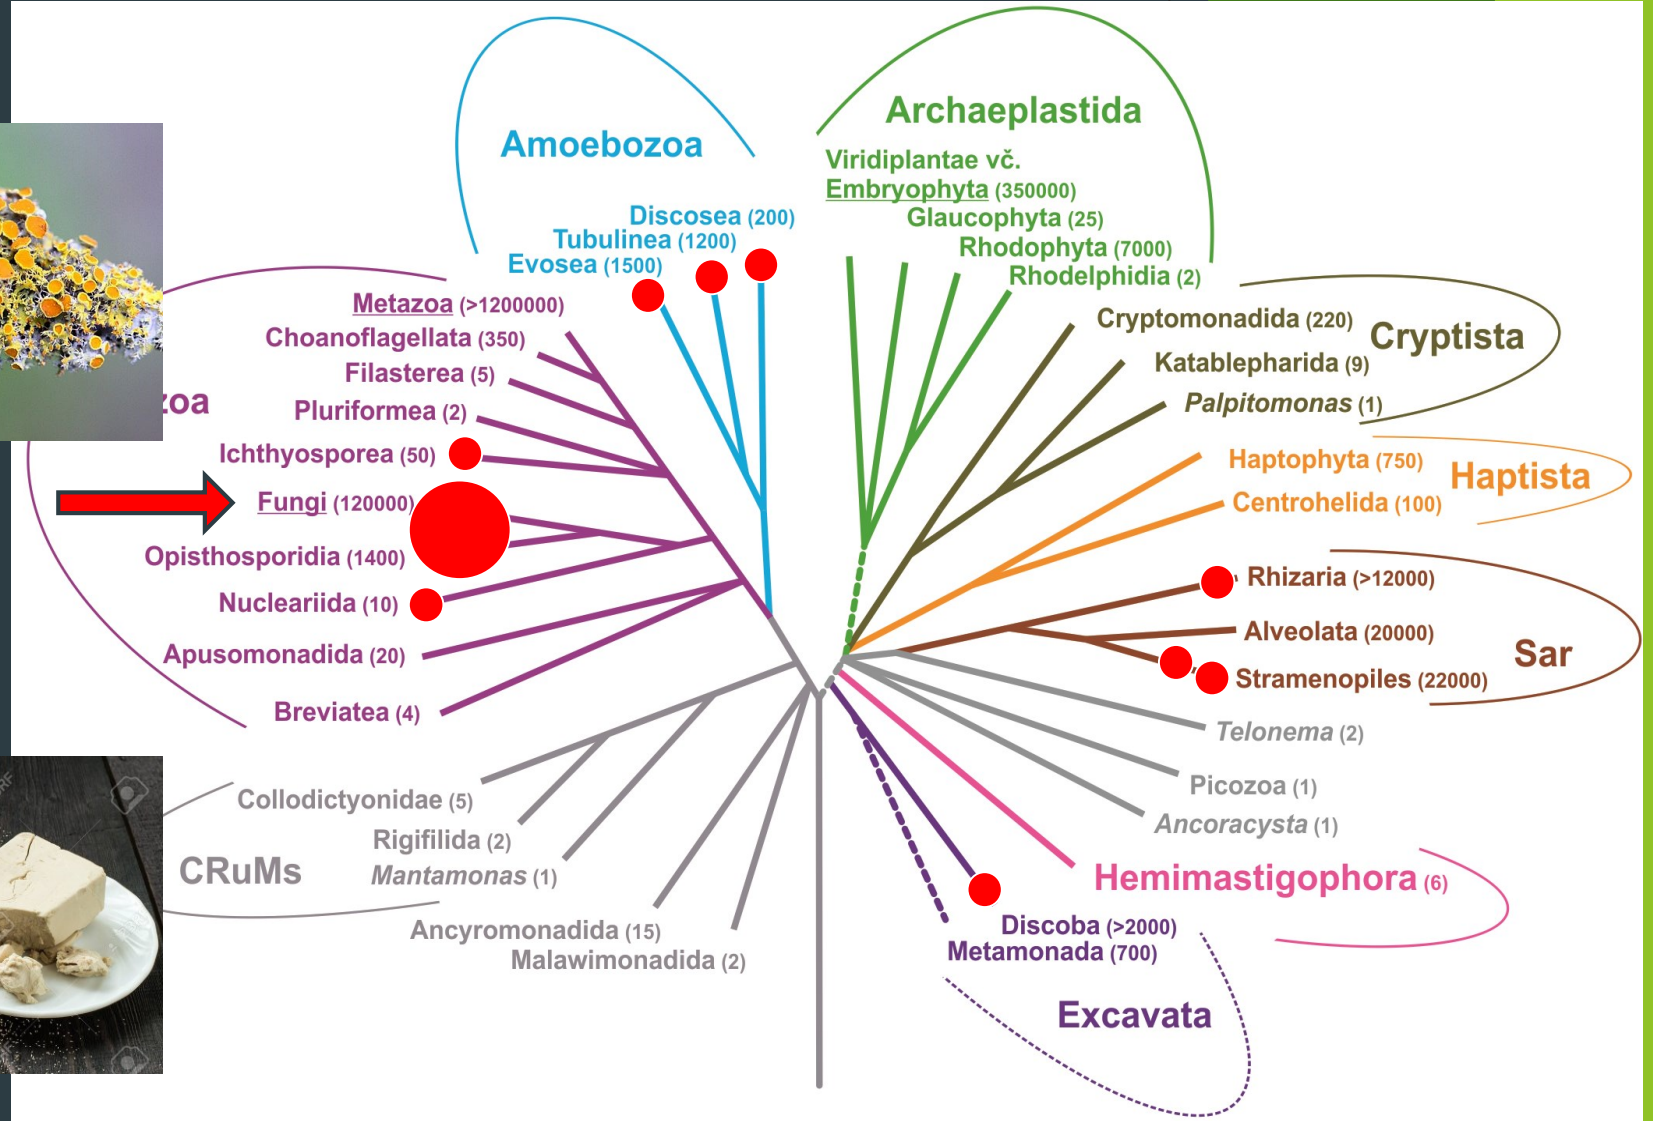 Archaeplastida
Amoebozoa
Viridiplantae vč.
Embryophyta (350000)
Glaucophyta (25)
Rhodophyta (7000)
Rhodelphidia (2)
Discosea (200)
Tubulinea (1200)
Evosea (1500)
Metazoa (>1200000)
Choanoflagellata (350)
Filasterea (5)
Pluriformea (2)
zoa
Ichthyosporea (50)
Fungi (120000)
Opisthosporidia (1400)
Nucleariida (10)
Apusomonadida (20)
Breviatea (4)
Cryptomonadida (220)
Cryptista
Katablepharida (9)
Palpitomonas (1)
Haptophyta (750)
Haptista
Centrohelida (100)
Rhizaria (>12000)
Alveolata (20000)
Sar
Stramenopiles (22000)
Telonema (2)
Picozoa (1)
Ancoracysta (1)
Hemimastigophora (6)
Collodictyonidae (5)
Rigifilida (2)
CRuMs
Mantamonas (1)
Ancyromonadida (15)
Malawimonadida (2)
Discoba (>2000)
Metamonada (700)
Excavata